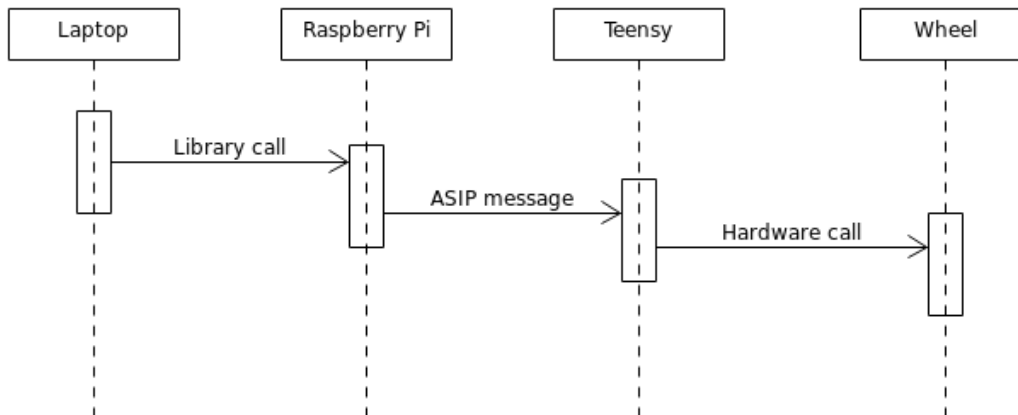 Laptop
Raspberry Pi
Teensy
Wheel
Library call
ASIP message
Hardware call